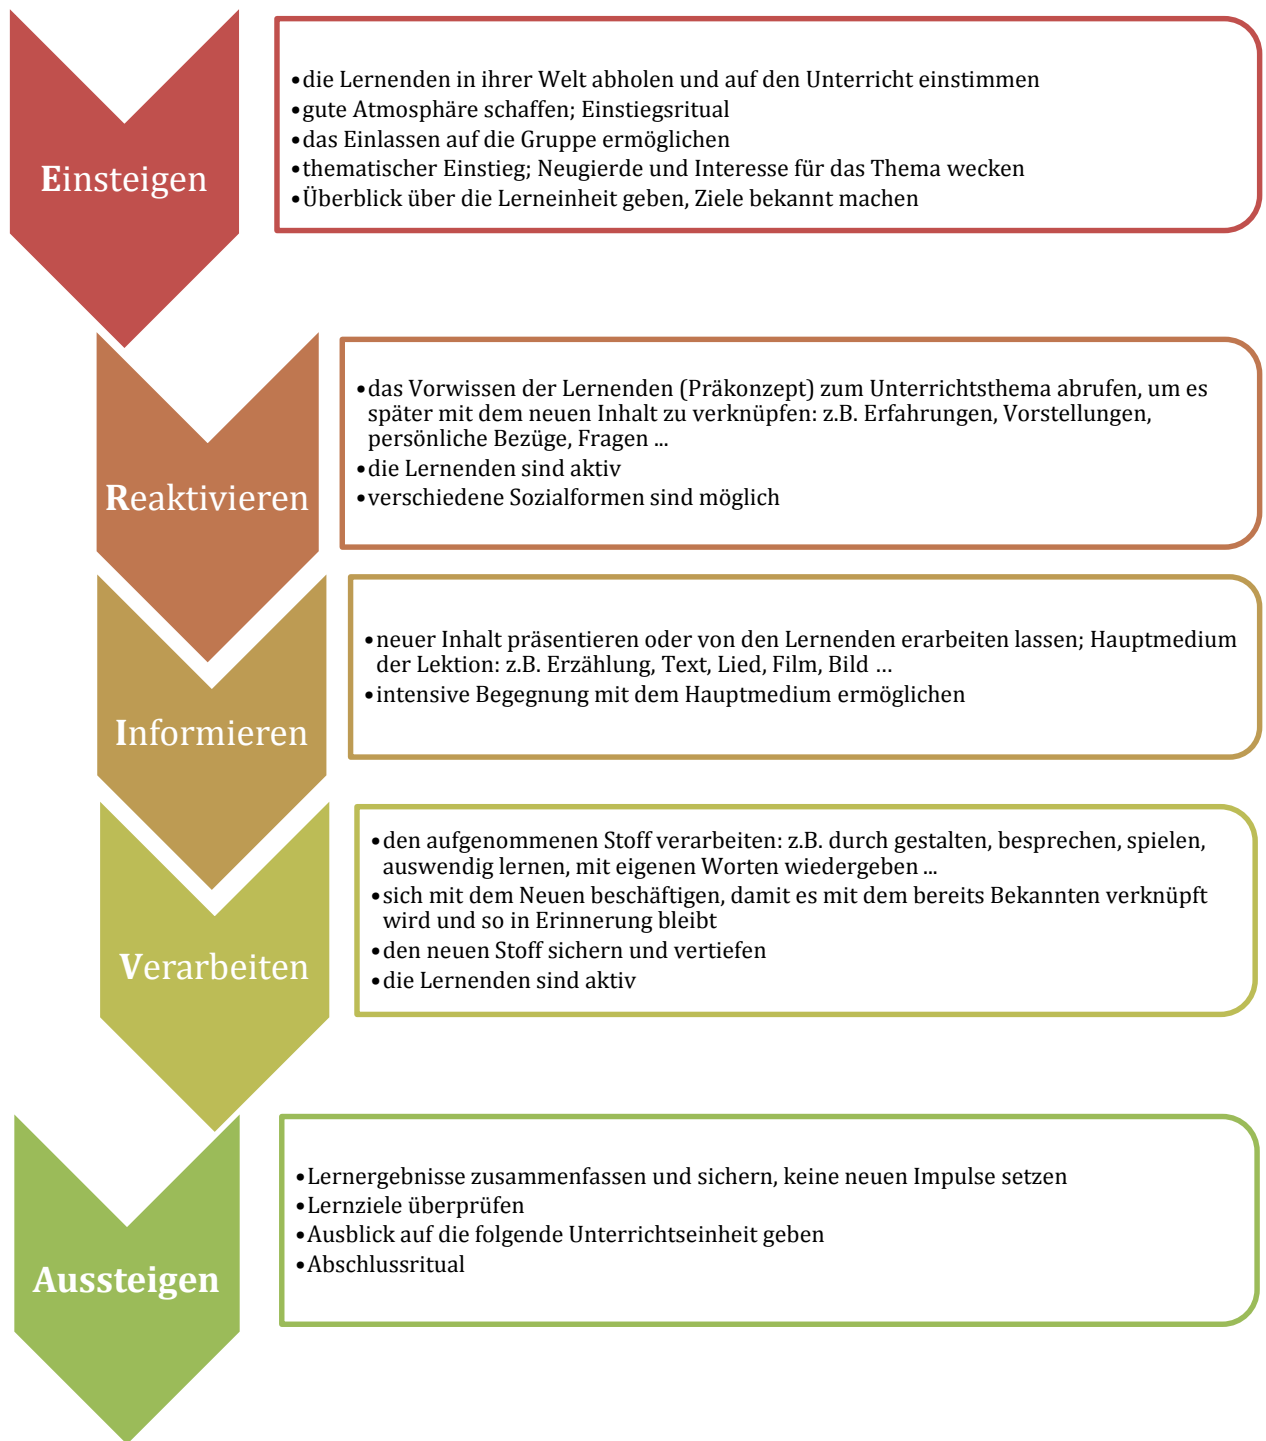 Einsteigen
•die Lernenden in ihrer Welt abholen und auf den Unterricht einstimmen
•gute Atmosphäre schaffen; Einstiegsritual
•das Einlassen auf die Gruppe ermöglichen
•thematischer Einstieg; Neugierde und Interesse für das Thema wecken
•Überblick über die Lerneinheit geben, Ziele bekannt machen
Reaktivieren
•das Vorwissen der Lernenden (Präkonzept) zum Unterrichtsthema abrufen, um es
später mit dem neuen Inhalt zu verknüpfen: z.B. Erfahrungen, Vorstellungen,
persönliche Bezüge, Fragen ...
•die Lernenden sind aktiv
•verschiedene Sozialformen sind möglich
Informieren
•neuer Inhalt präsentieren oder von den Lernenden erarbeiten lassen; Hauptmedium
der Lektion: z.B. Erzählung, Text, Lied, Film, Bild …
•intensive Begegnung mit dem Hauptmedium ermöglichen
Verarbeiten
•den aufgenommenen Stoff verarbeiten: z.B. durch gestalten, besprechen, spielen,
auswendig lernen, mit eigenen Worten wiedergeben ...
•sich mit dem Neuen beschäftigen, damit es mit dem bereits Bekannten verknüpft
wird und so in Erinnerung bleibt
•den neuen Stoff sichern und vertiefen
•die Lernenden sind aktiv
Aussteigen
•Lernergebnisse zusammenfassen und sichern, keine neuen Impulse setzen
•Lernziele überprüfen
•Ausblick auf die folgende Unterrichtseinheit geben
•Abschlussritual